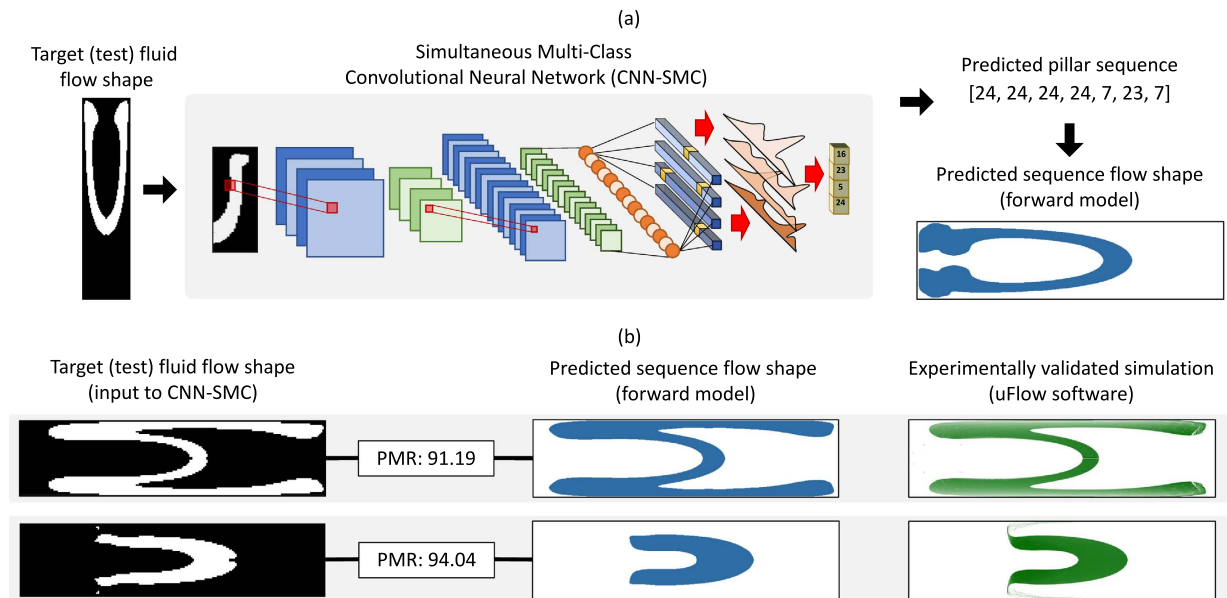 (a)
Target (test) fluid
flow shape
Simultaneous Multi-Class
Convolutional Neural Network (CNN-SMC)
16
23
5
24
Predicted pillar sequence
[24, 24, 24, 24, 7, 23, 7]
Predicted sequence flow shape
(forward model)
(b)
Target (test) fluid flow shape
(input to CNN-SMC)
Predicted sequence flow shape
(forward model)
Experimentally validated simulation
(uFlow software)
PMR: 91.19
PMR: 94.04